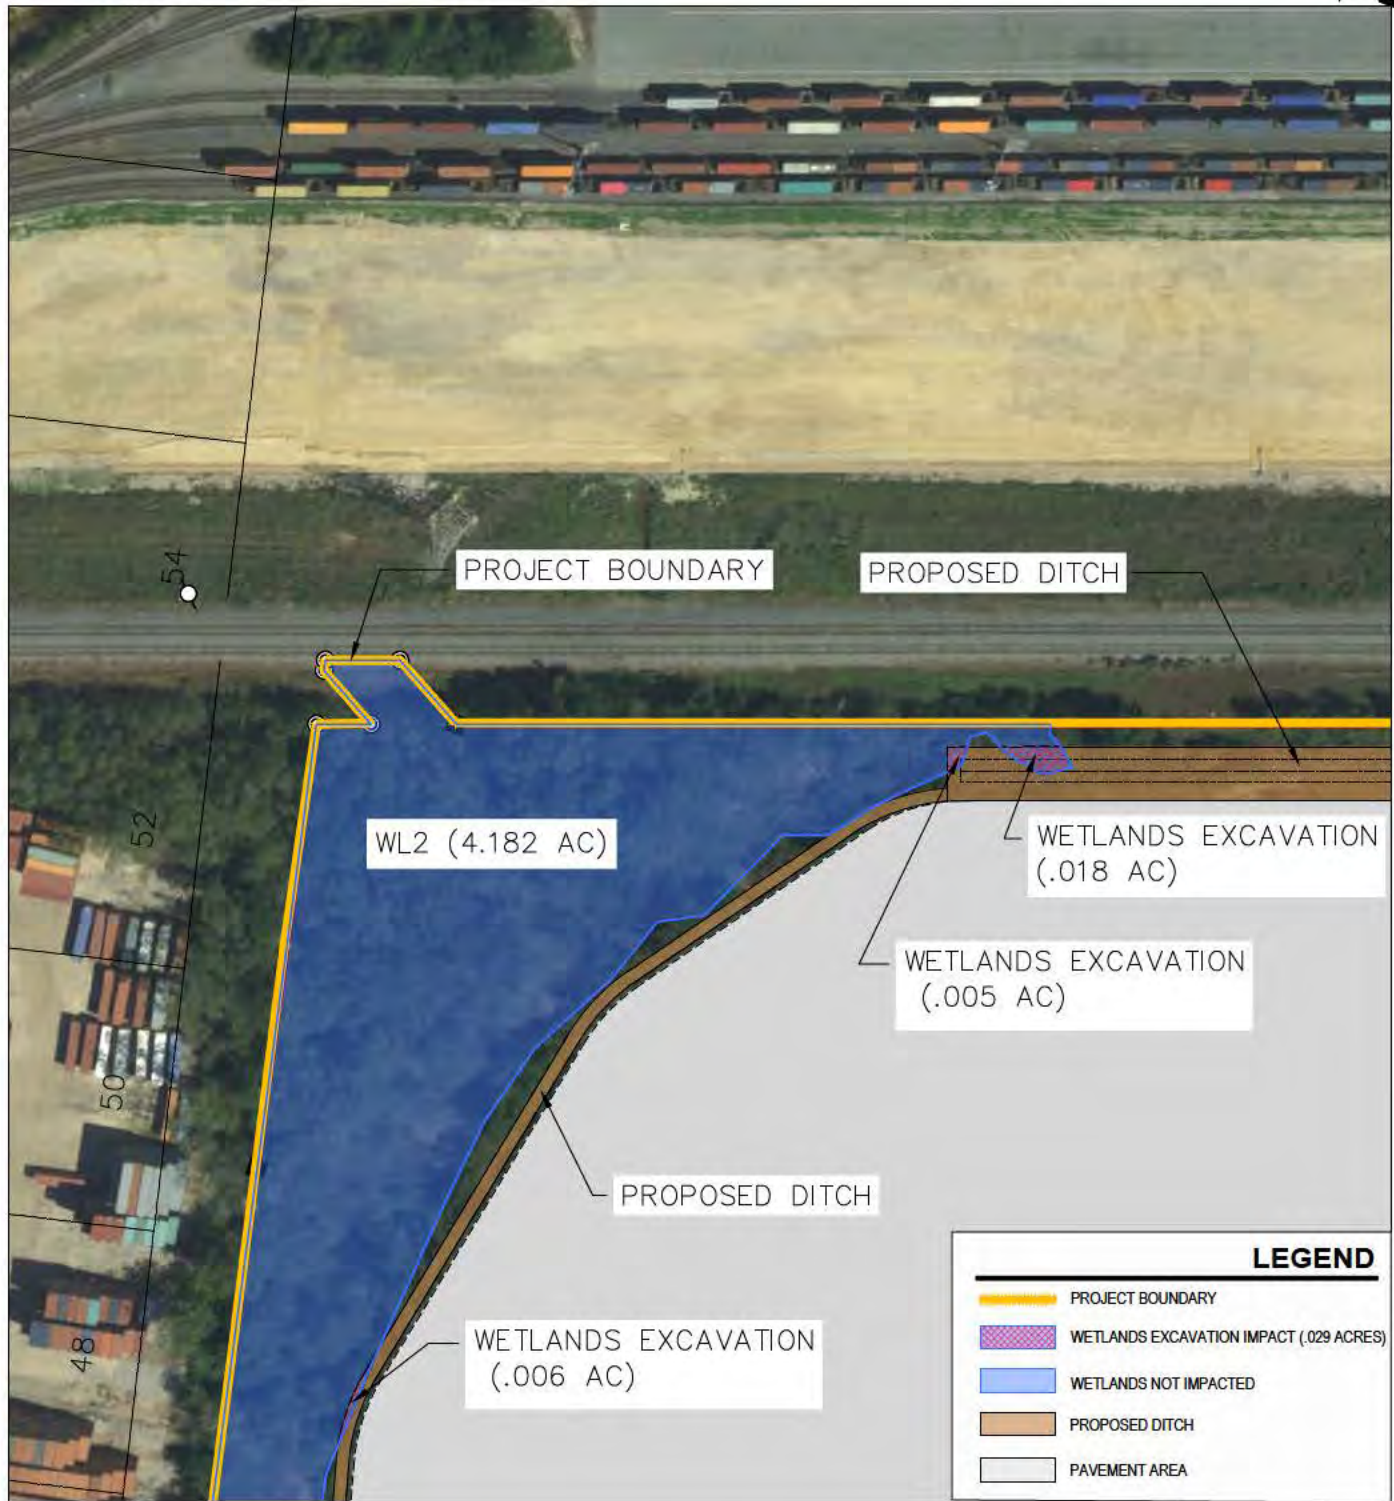 54
PROJECT BOUNDARY
PROPOSED DITCH
52
WL2 (4.182 AC)
WETLANDS EXCAVATION
(.018 AC)
WETLANDS EXCAVATION
(.005 AC)
50
PROPOSED DITCH
48
WETLANDS EXCAVATION
(.006 AC)
LEGEND
PROJECT BOUNDARY
WETLANDS EXCAVATION IMPACT (.029 ACRES)
WETLANDS NOT IMPACTED
PROPOSED DITCH
PAVEMENT AREA